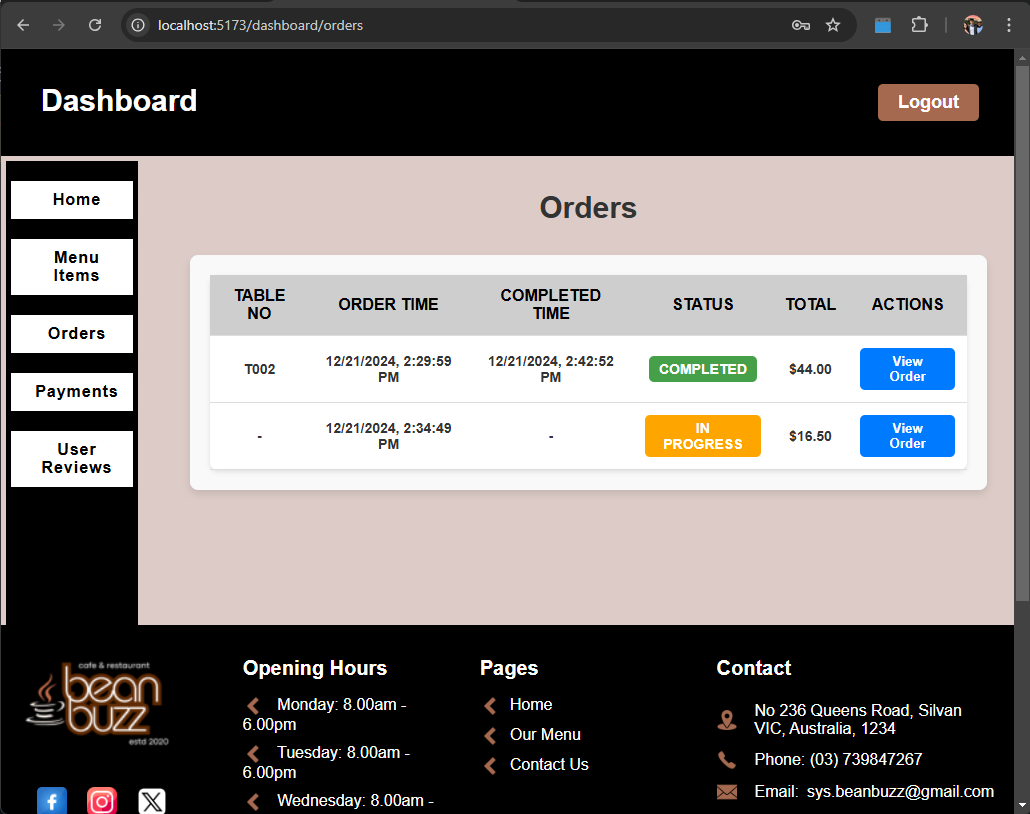 localhost:5173/dashboard/orders
Dashboard
Logout
Home
Menu
Items
Orders
Payments
User
Reviews
Orders
TABLE
NO
ORDER TIME
COMPLETED
TIME
STATUS
TOTAL
ACTIONS
T002
12/21/2024, 2:29:59
PM
12/21/2024, 2:42:52
PM
COMPLETED
$44.00
View
Order
-
12/21/2024, 2:34:49
PM
-
IN
PROGRESS
$16.50
View
Order
cafe & restaurant
bean
buzz
estd 2020
Opening Hours
Monday: 8.00am -
6.00pm
Tuesday: 8.00am -
6.00pm
Wednesday: 8.00am -
Pages
Home
Our Menu
Contact Us
Contact
No 236 Queens Road, Silvan
VIC, Australia, 1234
Phone: (03) 739847267
Email: sys.beanbuzz@gmail.com